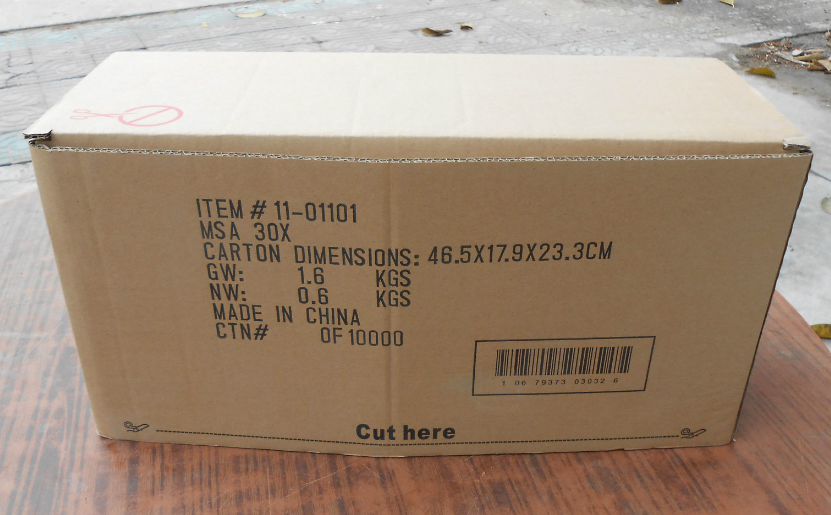 ITEM # 11-01101
MSA 30X
CARTON DIMENSIONS: 46.5X17.9X23.3CM
GW: 1.6 KGS
NW: 0.6 KGS
MADE IN CHINA
CTN# OF 10000
1 06 79373 03032 6
Cut here